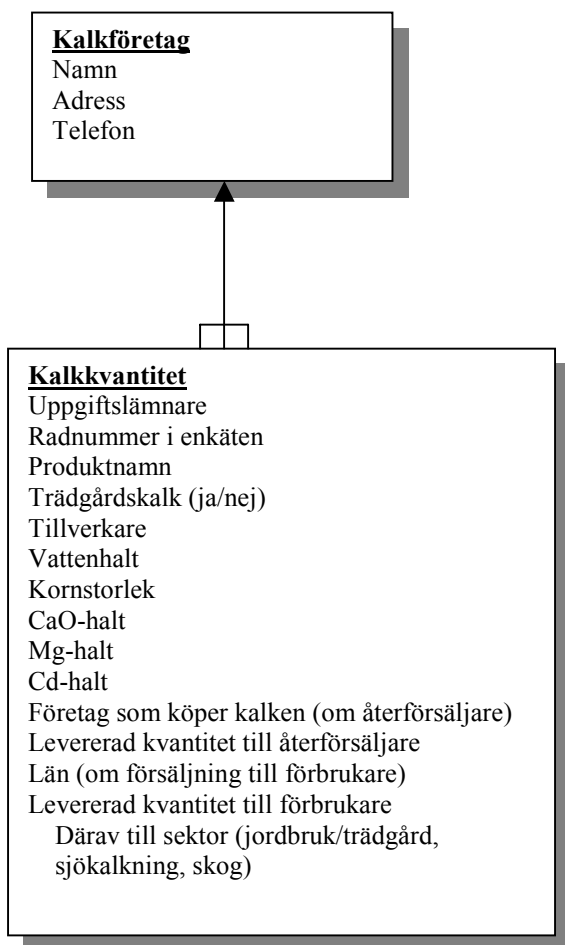 Kalkföretag
Namn
Adress
Telefon
Kalkkvantitet
Uppgiftslämnare
Radnummer i enkäten
Produktnamn
Trädgårdskalk (ja/nej)
Tillverkare
Vattenhalt
Kornstorlek
CaO-halt
Mg-halt
Cd-halt
Företag som köper kalken (om återförsäljare)
Levererad kvantitet till återförsäljare
Län (om försäljning till förbrukare)
Levererad kvantitet till förbrukare
Därav till sektor (jordbruk/trädgård,
sjökalkning, skog)